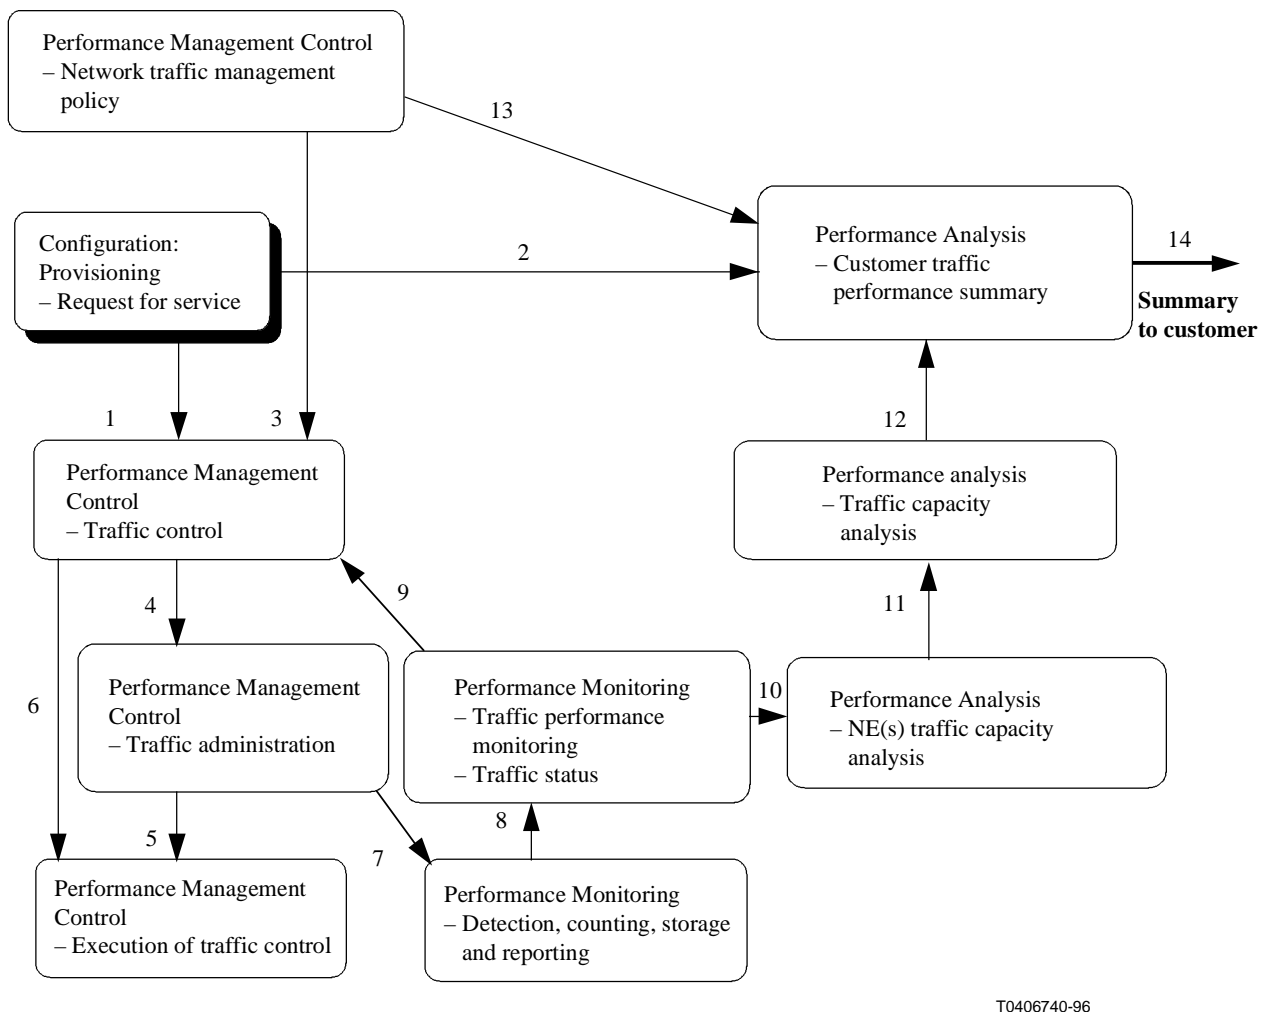 Performance Management Control
– Network traffic management
policy
13
Configuration:
Provisioning
– Request for service
2
Performance Analysis
– Customer traffic
performance summary
14
Summary
to customer
1
3
12
Performance Management
Control
– Traffic control
Performance analysis
– Traffic capacity
analysis
9
4
11
6
Performance Management
Control
– Traffic administration
Performance Monitoring
– Traffic performance
monitoring
– Traffic status
10
Performance Analysis
– NE(s) traffic capacity
analysis
5
7
8
Performance Management
Control
– Execution of traffic control
Performance Monitoring
– Detection, counting, storage
and reporting
T0406740-96